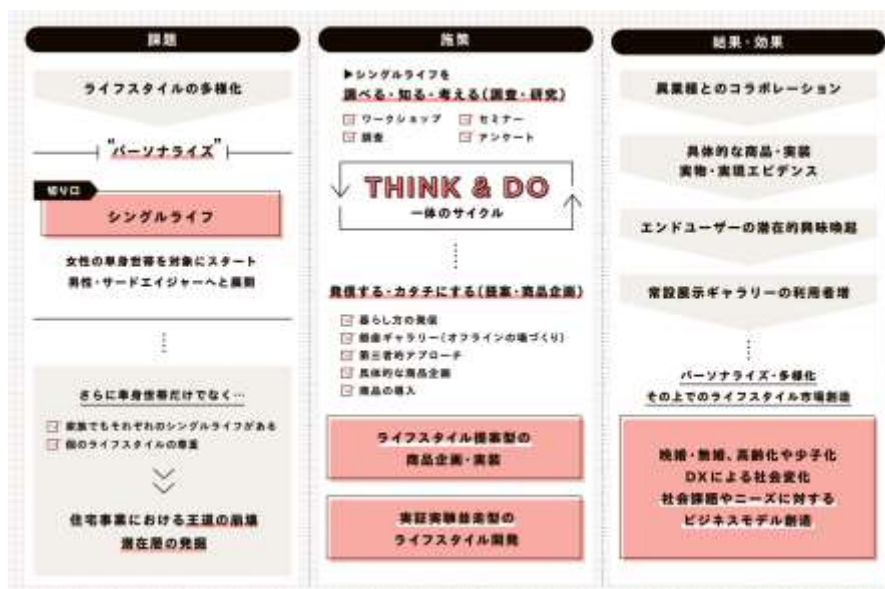 課題
ライフスタイルの多様化
"パーソナライズ"
切り口
シングルライフ
女性の単身世帯を対象にスタート
男性・サードエイジャーへと展開
さらに単身世帯だけでなく…
家族でもそれぞれのシングルライフがある
個のライフスタイルの尊重
住宅事業における王道の崩壊
潜在層の発掘
施策
▶シングルライフを
調べる・知る・考える(調査・研究)
ワークショップ
セミナー
調査
アンケート
THINK & DO
一体のサイクル
発信する・カタチにする(提案・商品企画)
暮らし方の発信
銀座ギャラリー(オフラインの場づくり)
第三者的アプローチ
具体的な商品企画
商品の導入
ライフスタイル提案型の
商品企画・実装
実証実験並走型の
ライフスタイル開発
結果・効果
異業種とのコラボレーション
具体的な商品・実装
実物・実現エビデンス
エンドユーザーの潜在的興味喚起
常設展示ギャラリーの利用者増
パーソナライズ・多様化
その上でのライフスタイル市場創造
晩婚・無婚、高齢化や少子化
DXによる社会変化
社会課題やニーズに対する
ビジネスモデル創造